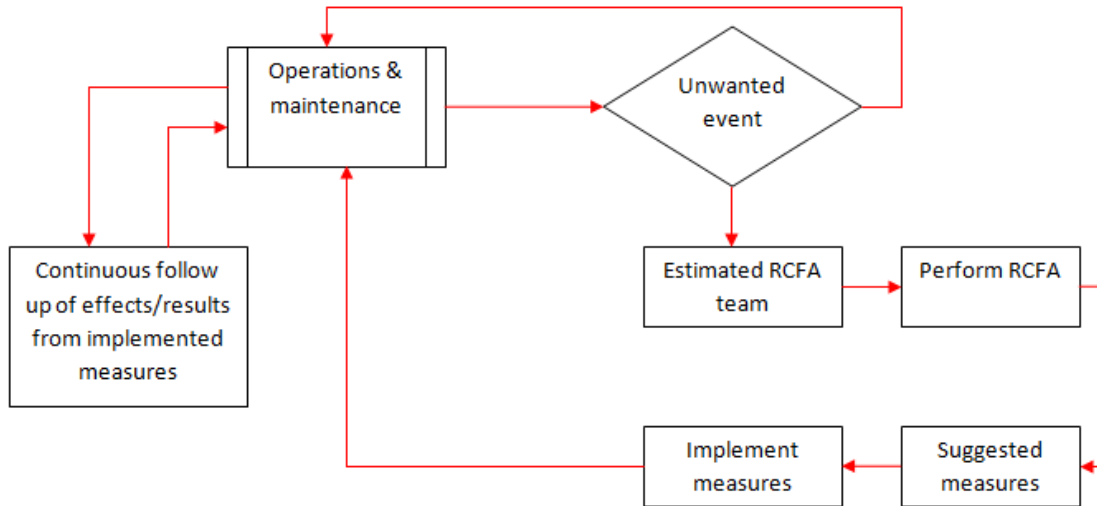 Operations &
maintenance
Unwanted
event
Continuous follow
up of effects/results
from implemented
measures
Estimated RCFA
team
Perform RCFA
Implement
measures
Suggested
measures